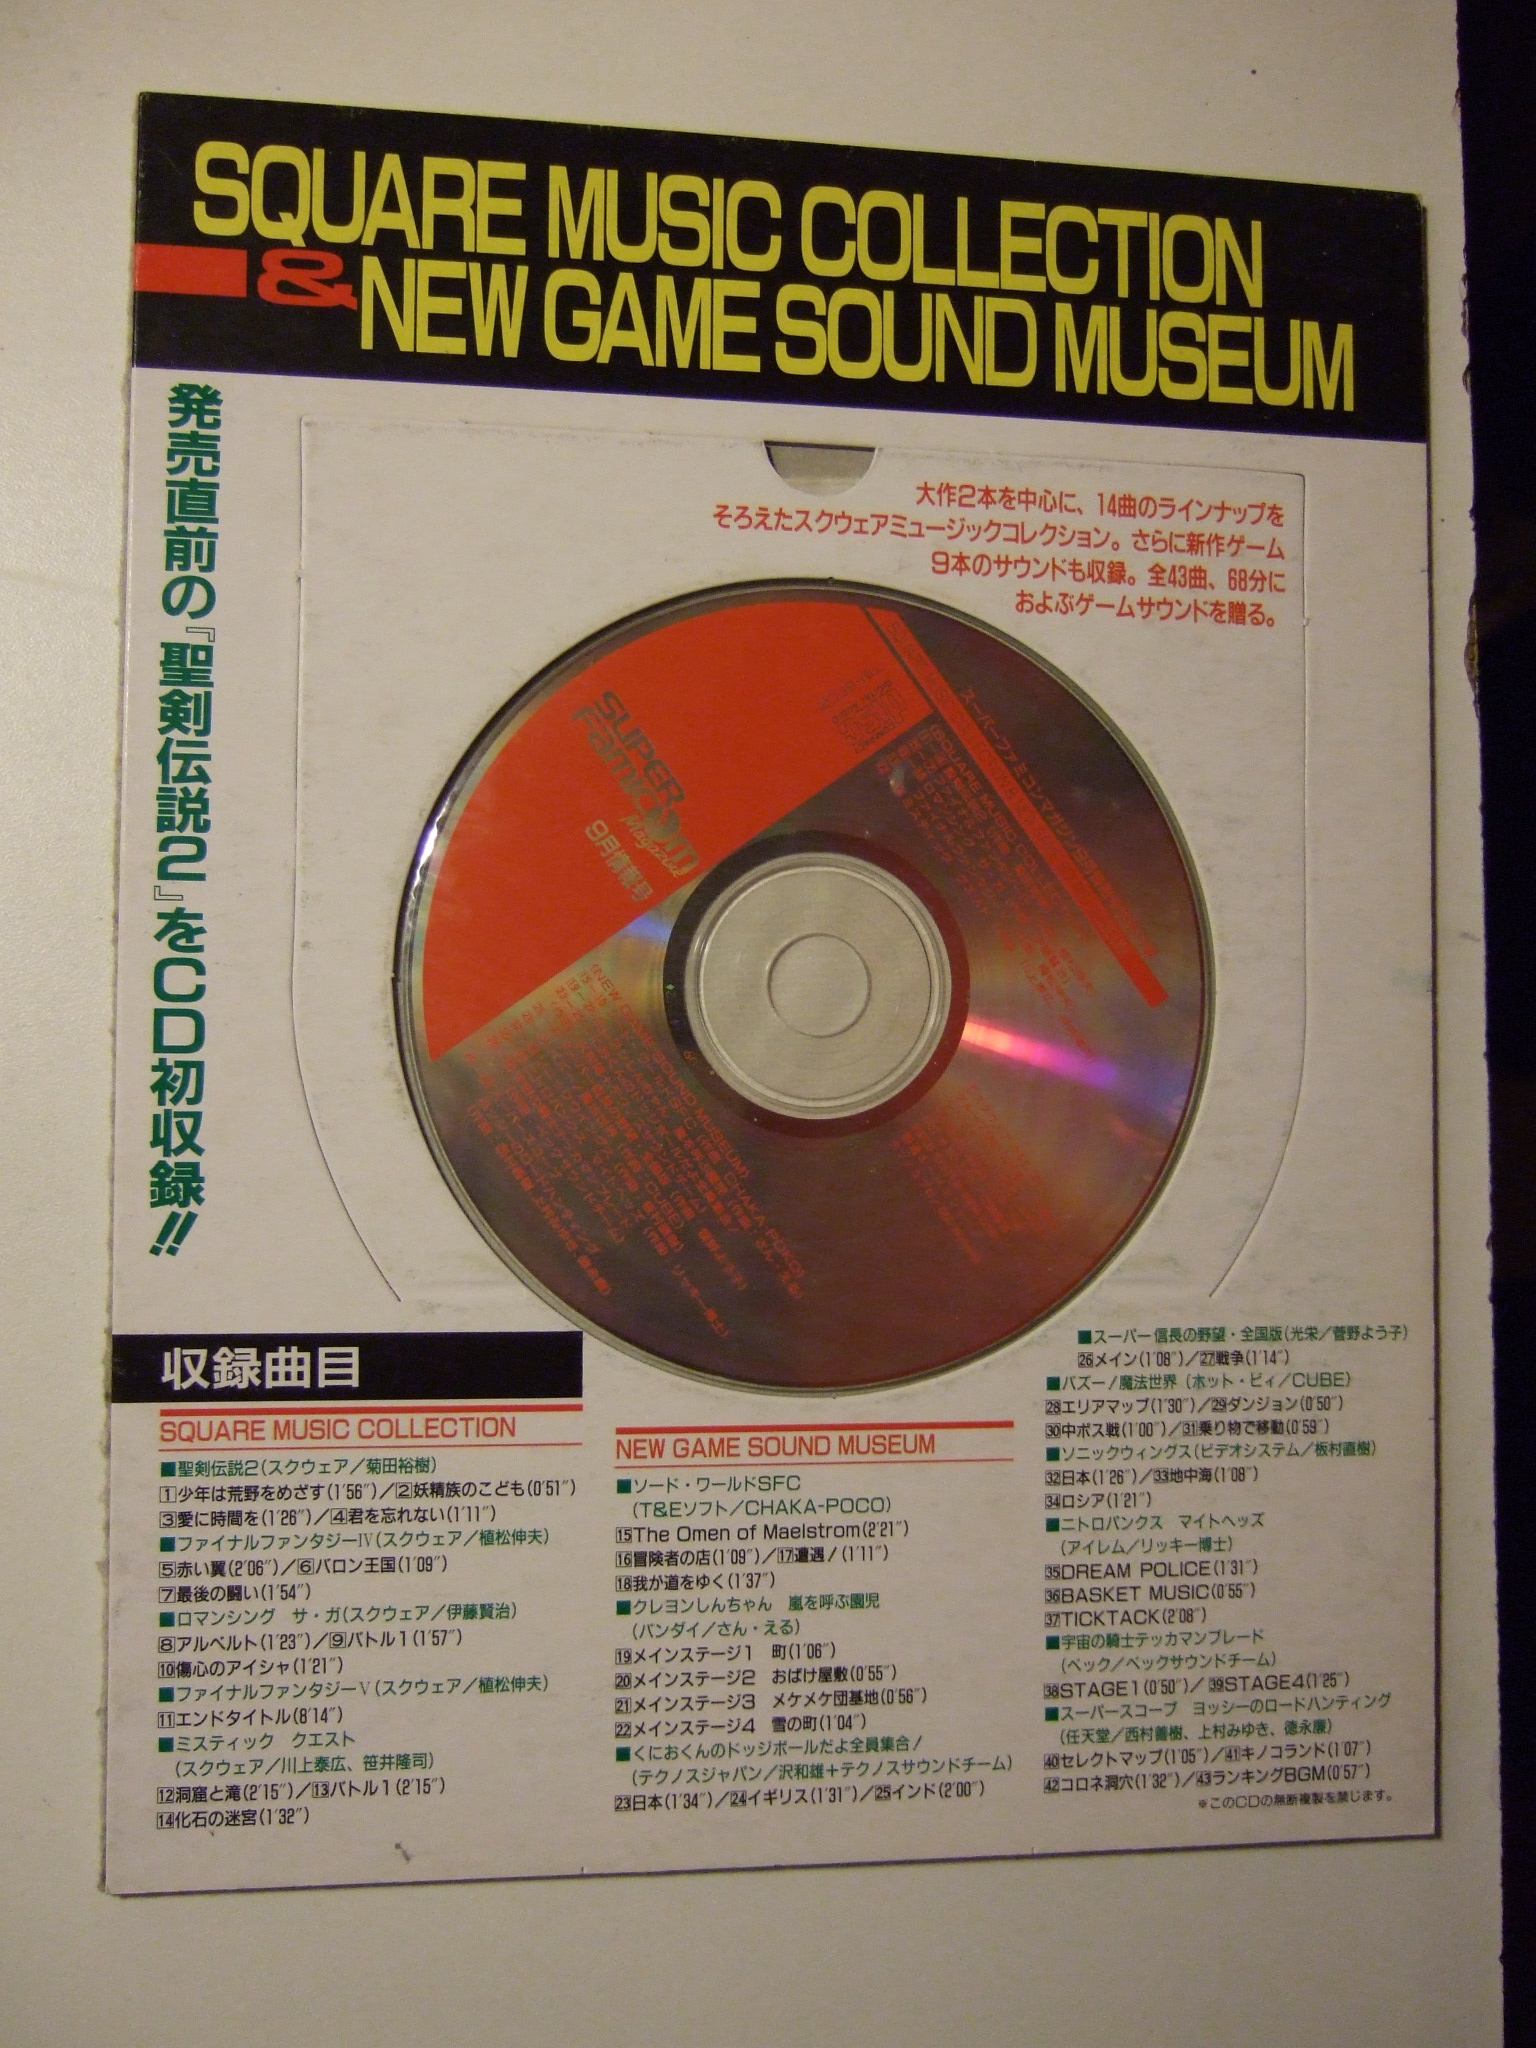 SQUARE MUSIC COLLECTION
& NEW GAME SOUND MUSEUM
発売直前の『聖剣伝説2』をCD初収録!!
大作2本を中心に、14曲のラインナップを
そろえたスクウェアミュージックコレクション。さらに新作ゲーム
9本のサウンドも収録。全43曲、68分に
およぶゲームサウンドを贈る。
SUPER
Famicom
Magazine
9月情報号
収録曲目
SQUARE MUSIC COLLECTION
■聖剣伝説2(スクウェア/菊田裕樹)
1少年は荒野をめざす(1'56")/2妖精族のこども(0'51")
3愛に時間を(1'26")/4君を忘れない(1'11")
■ファイナルファンタジーⅣ(スクウェア/植松伸夫)
5赤い翼(2'06")/6バロン王国(1'09")
7最後の闘い(1'54")
■ロマンシング サ・ガ(スクウェア/伊藤賢治)
8アルベルト(1'23")/9バトル1(1'57")
10傷心のアイシャ(1'21")
■ファイナルファンタジーⅤ(スクウェア/植松伸夫)
11エンドタイトル(8'14")
■ミスティック クエスト
(スクウェア/川上泰広、笹井隆司)
12洞窟と滝(2'15")/13バトル1(2'15")
14化石の迷宮(1'32")
NEW GAME SOUND MUSEUM
■ソード・ワールドSFC
(T&Eソフト/CHAKA-POCO)
15The Omen of Maelstrom(2'21")
16冒険者の店(1'09")/17遭遇!(1'11")
18我が道をゆく(1'37")
■クレヨンしんちゃん 嵐を呼ぶ園児
(バンダイ/さん・える)
19メインステージ1 町(1'06")
20メインステージ2 おばけ屋敷(0'55")
21メインステージ3 メケメケ団基地(0'56")
22メインステージ4 雪の町(1'04")
■くにおくんのドッジボールだよ全員集合!
(テクノスジャパン/沢和雄+テクノスサウンドチーム)
23日本(1'34")/24イギリス(1'31")/25インド(2'00")
■スーパー信長の野望・全国版(光栄/菅野よう子)
26メイン(1'08")/27戦争(1'14")
■バズー!魔法世界(ホット・ビィ/CUBE)
28エリアマップ(1'30")/29ダンジョン(0'50")
30中ボス戦(1'00")/31乗り物で移動(0'59")
■ソニックウィングス(ビデオシステム/板村直樹)
32日本(1'26")/33地中海(1'08")
34ロシア(1'21")
■ニトロパンクス マイトヘッズ
(アイレム/リッキー博士)
35DREAM POLICE(1'31")
36BASKET MUSIC(0'55")
37TICKTACK(2'08")
■宇宙の騎士テッカマンブレード
(ベック/ベックサウンドチーム)
38STAGE1(0'50")/39STAGE4(1'25")
■スーパースコープ ヨッシーのロードハンティング
(任天堂/西村善樹、上村みゆき、徳永廉)
40セレクトマップ(1'05")/41キノコランド(1'07")
42コロネ洞穴(1'32")/43ランキングBGM(0'57")
※このCDの無断複製を禁じます。